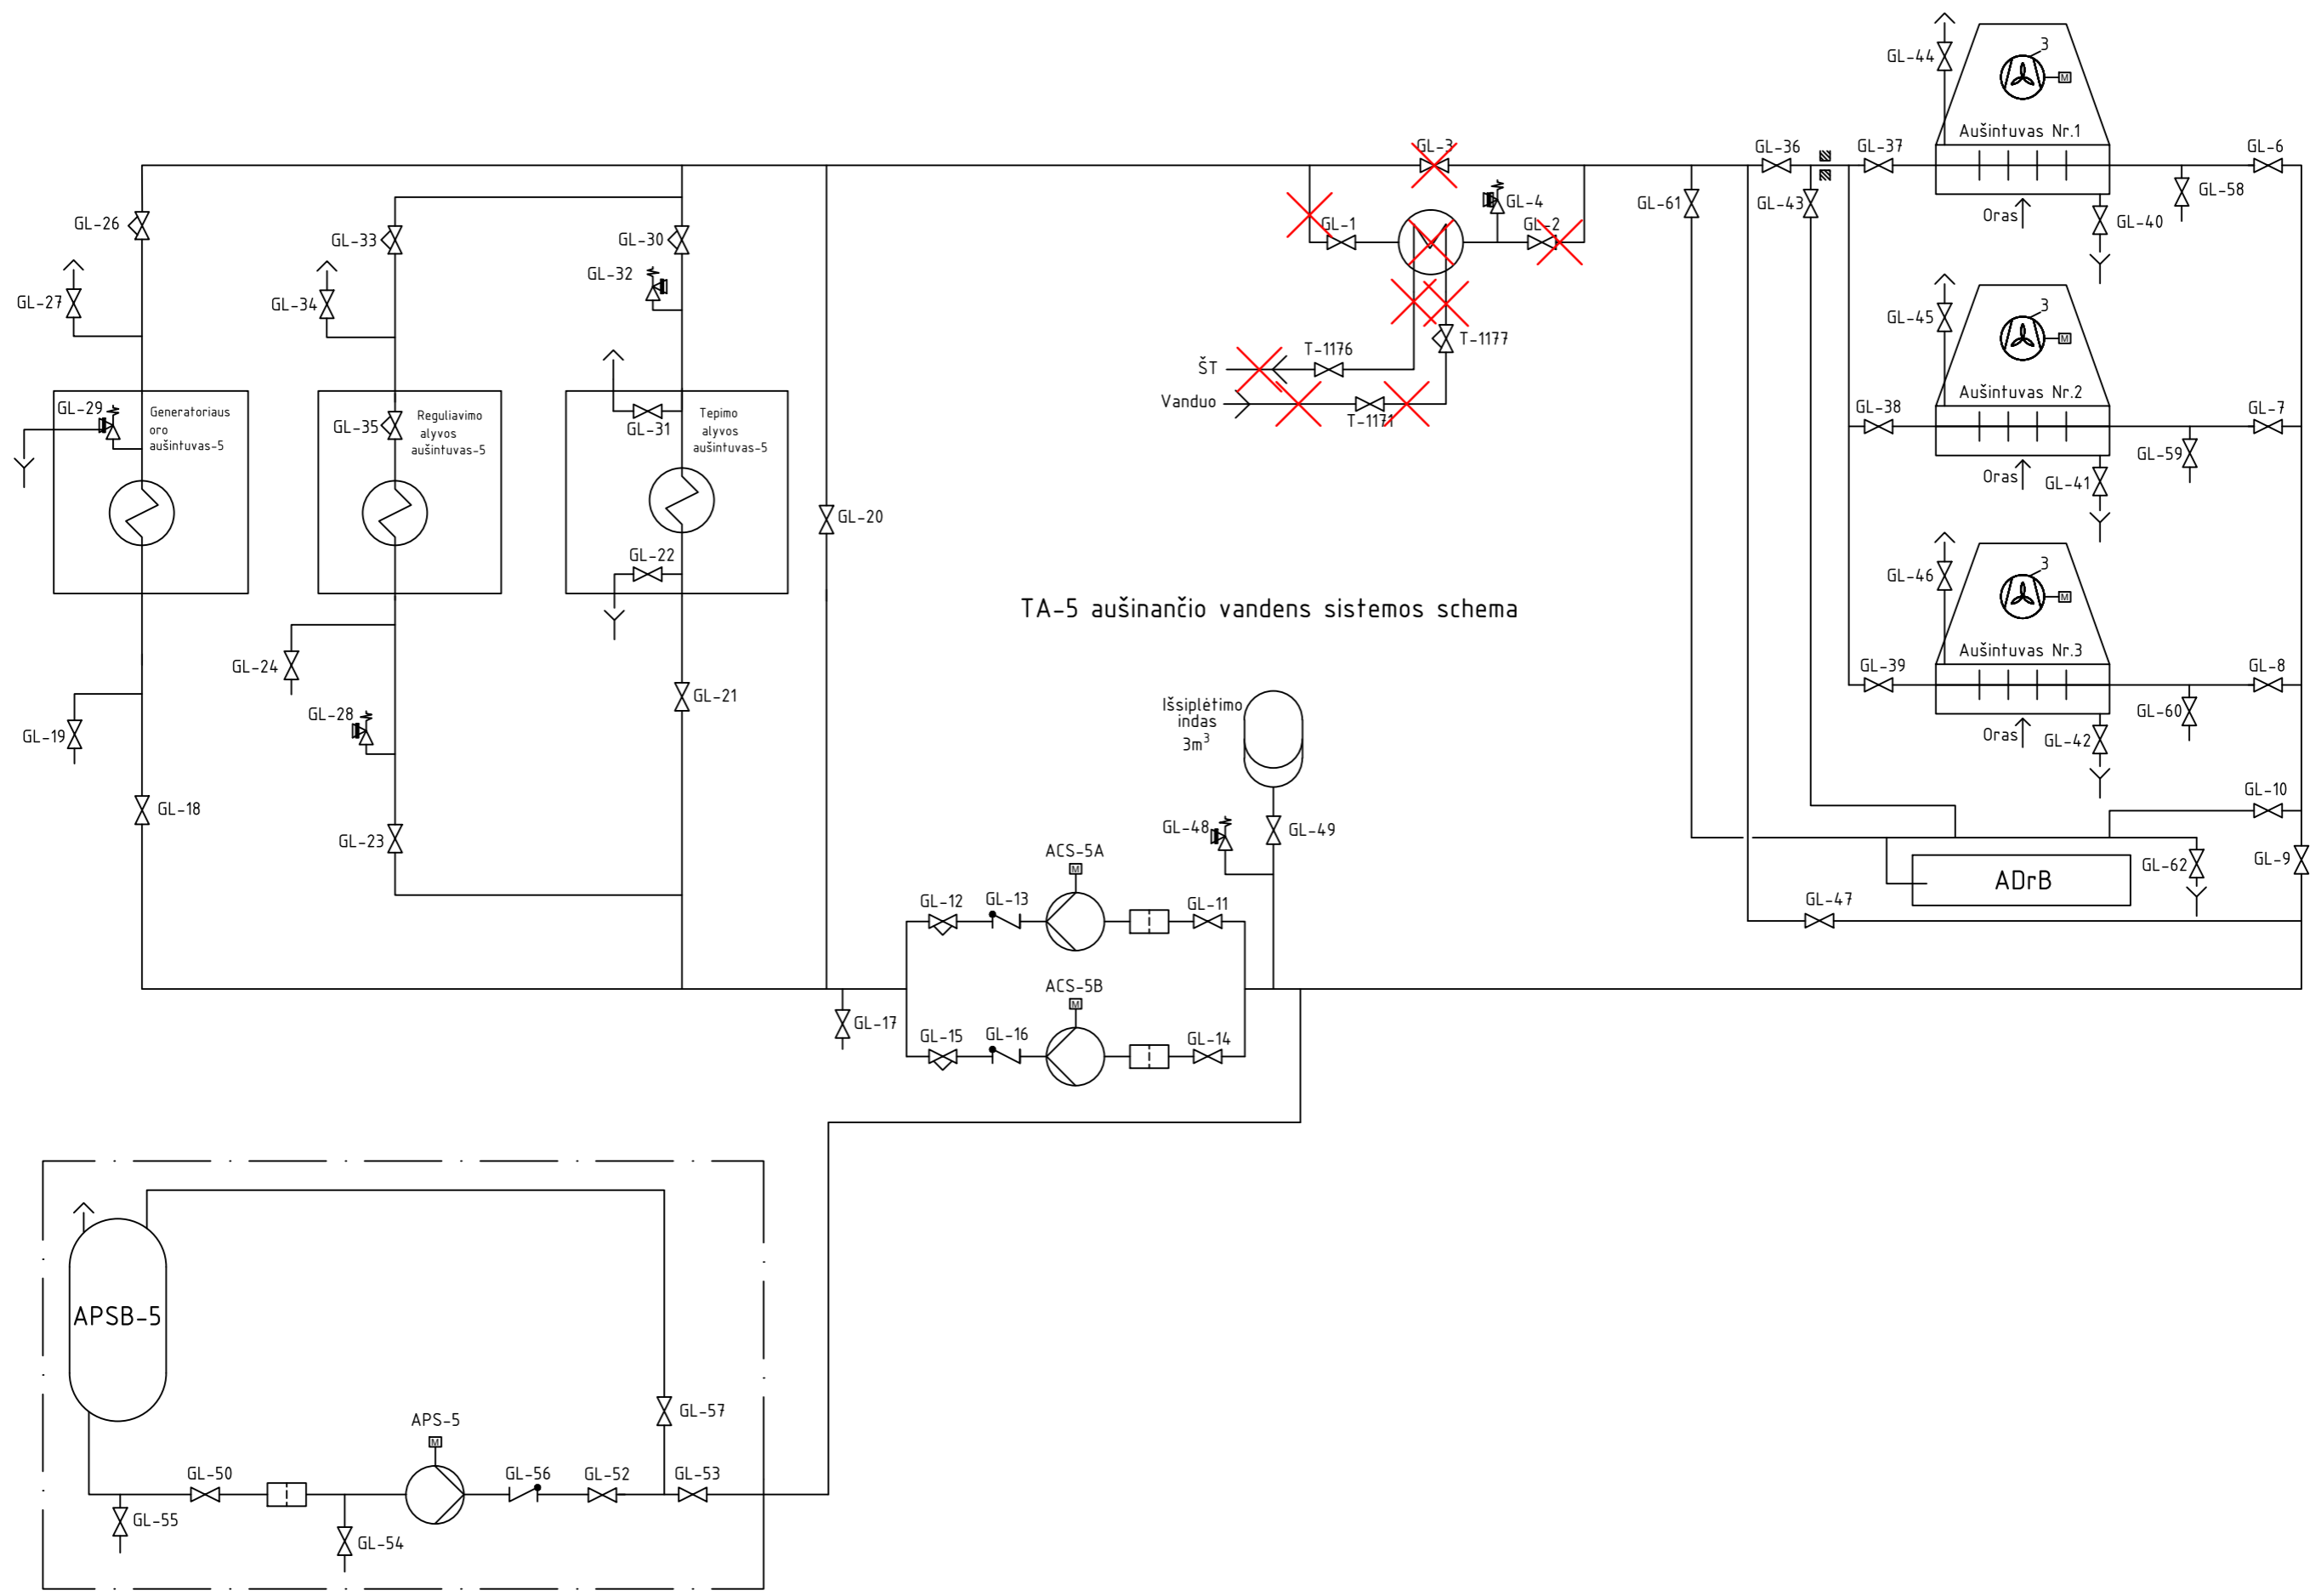 TA-5 aušinančio vandens sistemos schema
GL-44
3
M
Aušintuvas Nr.1
GL-36
GL-37
GL-6
GL-58
GL-61
GL-43
Oras
GL-40
GL-3
GL-4
GL-1
GL-2
T-1176
T-1177
ŠT
Vanduo
T-1171
GL-26
GL-33
GL-30
GL-32
GL-27
GL-34
GL-29
Generatoriaus
oro
aušintuvas-5
GL-35
Reguliavimo
alyvos
aušintuvas-5
Tepimo
alyvos
aušintuvas-5
GL-31
GL-22
GL-20
GL-45
3
M
Aušintuvas Nr.2
GL-38
GL-7
GL-59
Oras
GL-41
GL-46
3
M
Aušintuvas Nr.3
GL-39
GL-8
GL-60
Oras
GL-42
GL-10
GL-9
GL-62
ADrB
GL-47
GL-24
GL-21
GL-28
GL-19
GL-18
GL-23
Išsiplėtimo
indas
3m³
GL-48
GL-49
ACS-5A
M
GL-12
GL-13
GL-11
ACS-5B
M
GL-17
GL-15
GL-16
GL-14
APSB-5
GL-57
APS-5
M
GL-50
GL-56
GL-52
GL-53
GL-55
GL-54